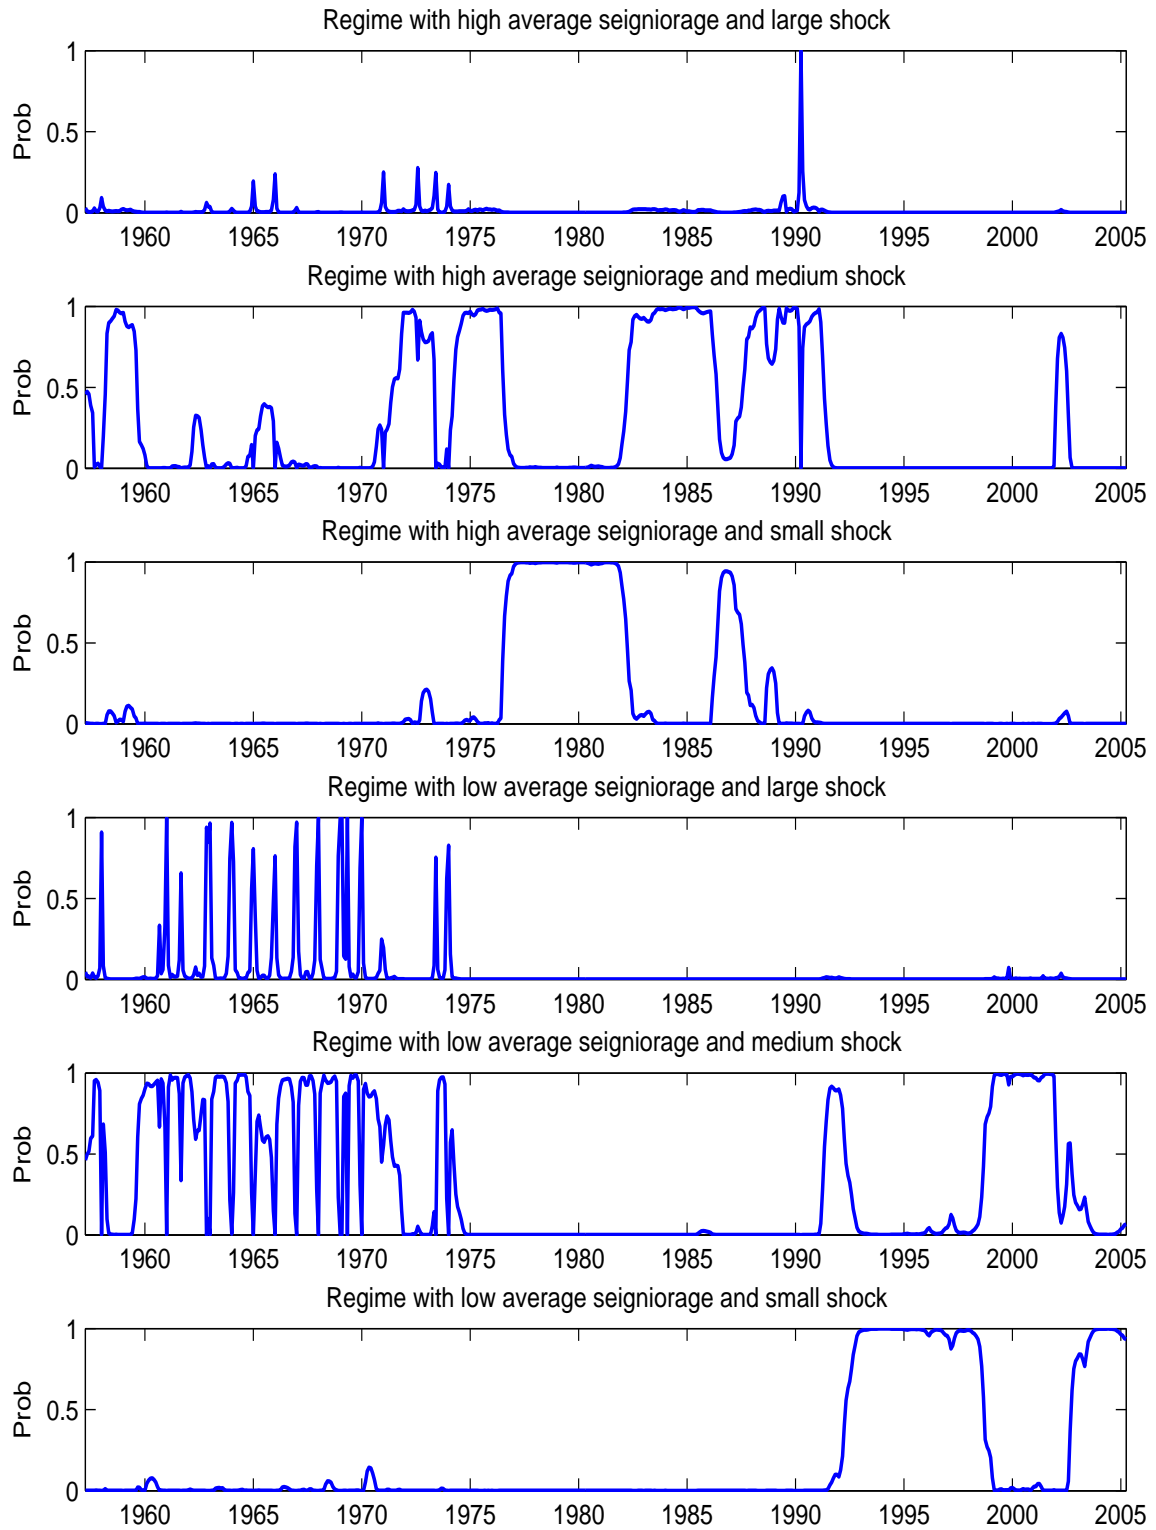 Regime with high average seigniorage and large shock
1
0.5
0
Prob
1960 1965 1970 1975 1980 1985 1990 1995 2000 2005
Regime with high average seigniorage and medium shock
1
0.5
0
Prob
1960 1965 1970 1975 1980 1985 1990 1995 2000 2005
Regime with high average seigniorage and small shock
1
0.5
0
Prob
1960 1965 1970 1975 1980 1985 1990 1995 2000 2005
Regime with low average seigniorage and large shock
1
0.5
0
Prob
1960 1965 1970 1975 1980 1985 1990 1995 2000 2005
Regime with low average seigniorage and medium shock
1
0.5
0
Prob
1960 1965 1970 1975 1980 1985 1990 1995 2000 2005
Regime with low average seigniorage and small shock
1
0.5
0
Prob
1960 1965 1970 1975 1980 1985 1990 1995 2000 2005